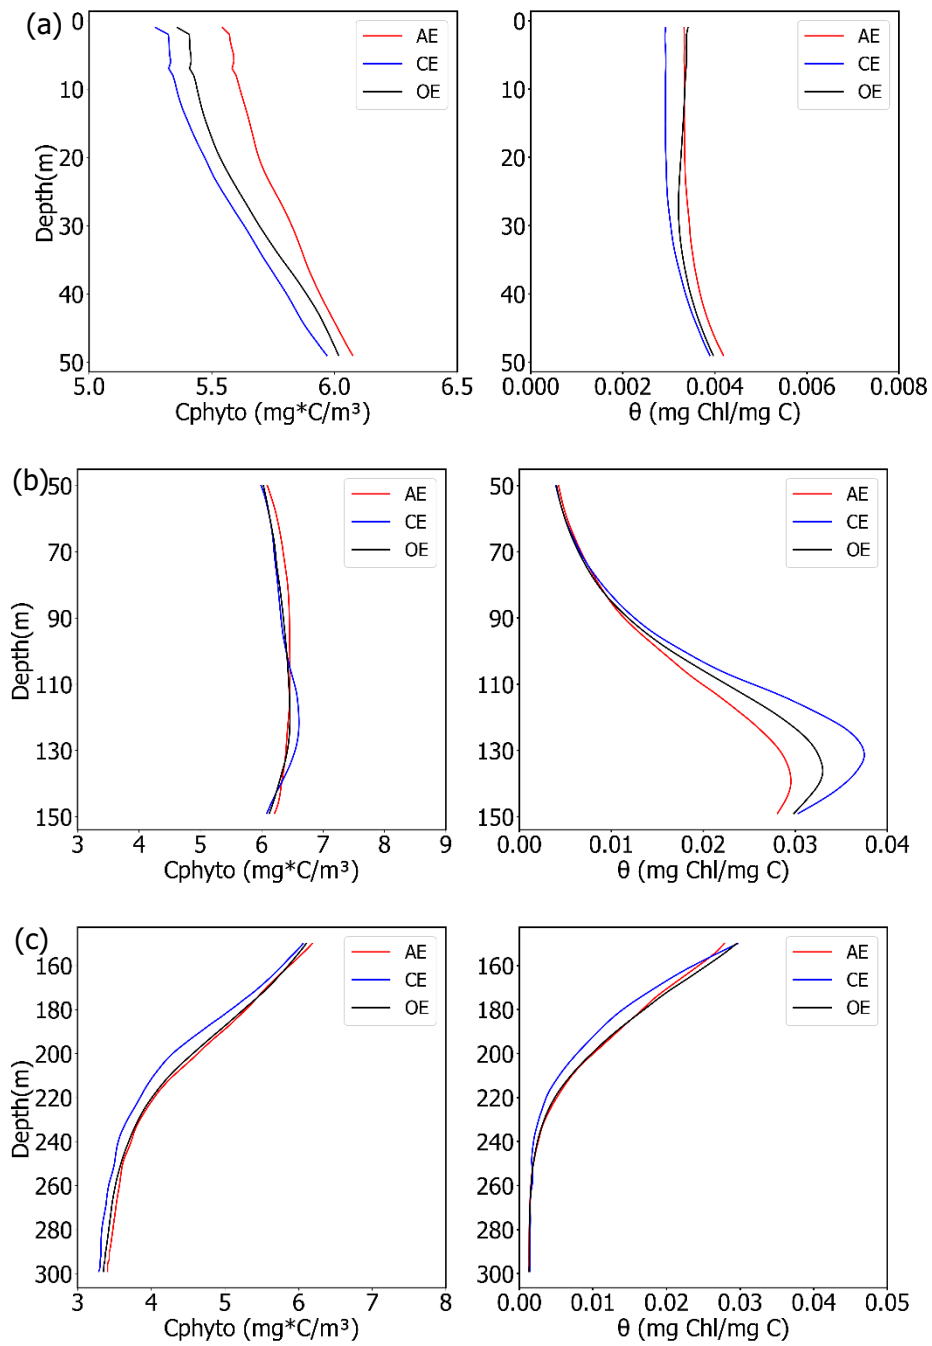 (a)
0
10
20
30
40
50
Depth(m)
5.0
5.5
6.0
6.5
Cphyto (mg*C/m³)
AE
CE
OE
0
10
20
30
40
50
0.000
0.002
0.004
0.006
0.008
θ (mg Chl/mg C)
AE
CE
OE
(b)
50
70
90
110
130
150
Depth(m)
3
4
5
6
7
8
9
Cphyto (mg*C/m³)
AE
CE
OE
50
70
90
110
130
150
0.00
0.01
0.02
0.03
0.04
θ (mg Chl/mg C)
AE
CE
OE
(c)
160
180
200
220
240
260
280
300
Depth(m)
3
4
5
6
7
8
Cphyto (mg*C/m³)
AE
CE
OE
160
180
200
220
240
260
280
300
0.00
0.01
0.02
0.03
0.04
0.05
θ (mg Chl/mg C)
AE
CE
OE